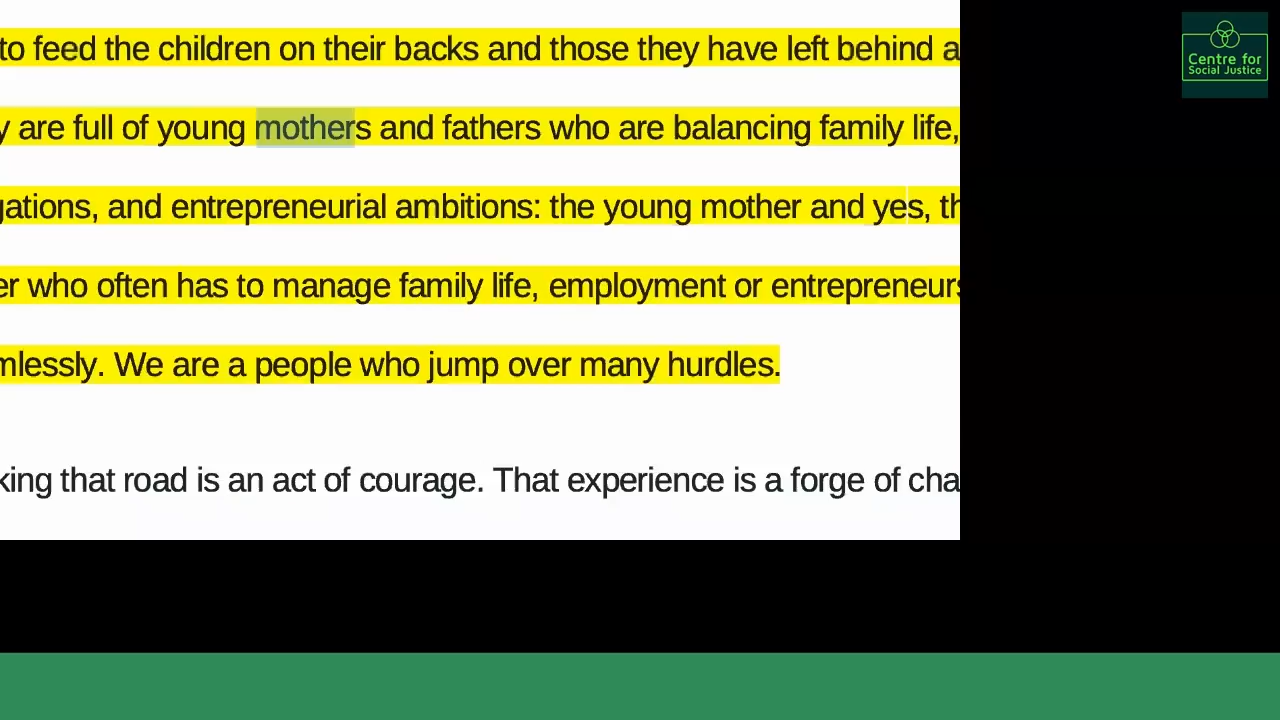 to feed the children on their backs and those they have left behind a
y are full of young mothers and fathers who are balancing family life,
gations, and entrepreneurial ambitions: the young mother and yes, th
er who often has to manage family life, employment or entrepreneurs
mlessly. We are a people who jump over many hurdles.
king that road is an act of courage. That experience is a forge of cha
Centre for
Social Justice